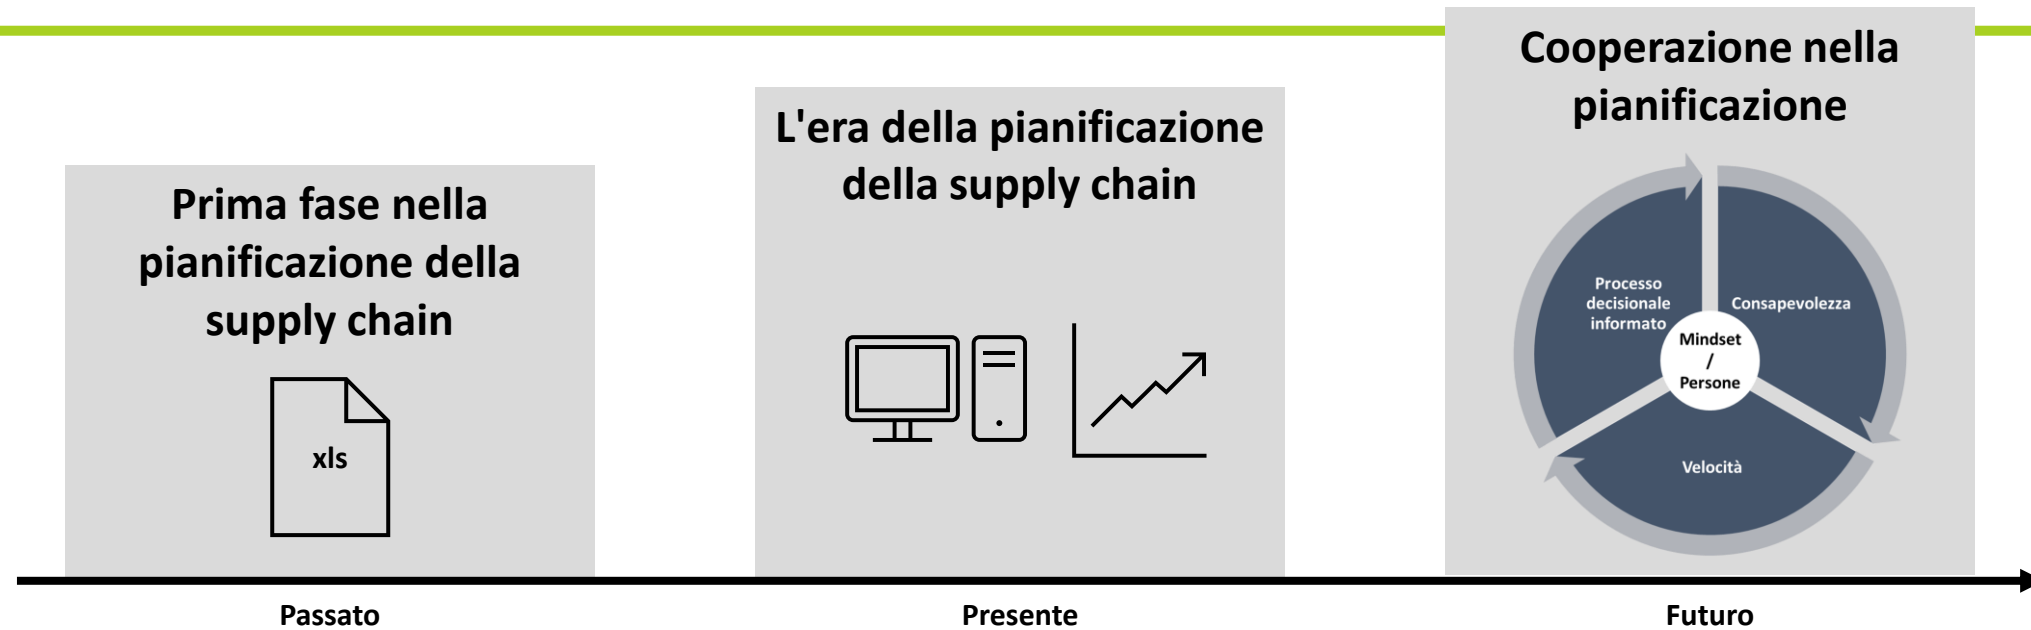 Prima fase nella
pianificazione della
supply chain
xls
L'era della pianificazione
della supply chain
Cooperazione nella
pianificazione
Processo
decisionale
informato
Consapevolezza
Mindset
/
Persone
Velocità
Passato
Presente
Futuro